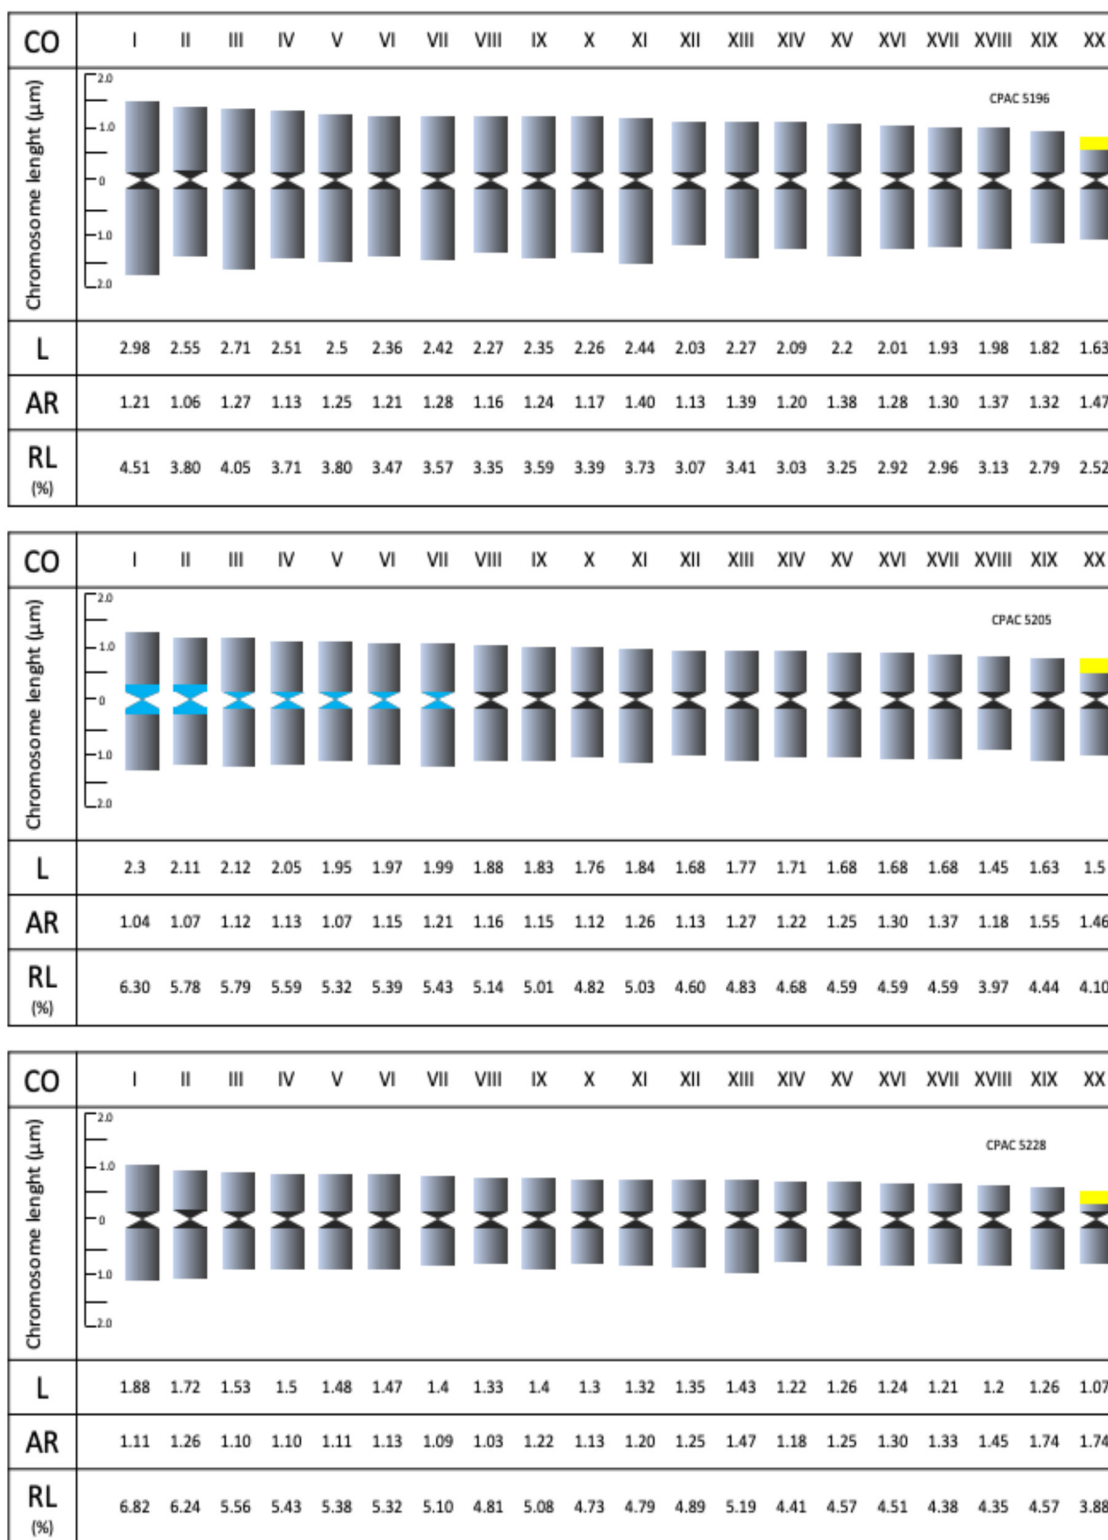 CO I II III IV V VI VII VIII IX X XI XII XIII XIV XV XVI XVII XVIII XIX XX
Chromosome lenght (μm)
2.0
1.0
0
1.0
2.0
CPAC 5196
L 2.98 2.55 2.71 2.51 2.5 2.36 2.42 2.27 2.35 2.26 2.44 2.03 2.27 2.09 2.2 2.01 1.93 1.98 1.82 1.63
AR 1.21 1.06 1.27 1.13 1.25 1.21 1.28 1.16 1.24 1.17 1.40 1.13 1.39 1.20 1.38 1.28 1.30 1.37 1.32 1.47
RL (%) 4.51 3.80 4.05 3.71 3.80 3.47 3.57 3.35 3.59 3.39 3.73 3.07 3.41 3.03 3.25 2.92 2.96 3.13 2.79 2.52
CO I II III IV V VI VII VIII IX X XI XII XIII XIV XV XVI XVII XVIII XIX XX
Chromosome lenght (μm)
2.0
1.0
0
1.0
2.0
CPAC 5205
L 2.3 2.11 2.12 2.05 1.95 1.97 1.99 1.88 1.83 1.76 1.84 1.68 1.77 1.71 1.68 1.68 1.68 1.45 1.63 1.5
AR 1.04 1.07 1.12 1.13 1.07 1.15 1.21 1.16 1.15 1.12 1.26 1.13 1.27 1.22 1.25 1.30 1.37 1.18 1.55 1.46
RL (%) 6.30 5.78 5.79 5.59 5.32 5.39 5.43 5.14 5.01 4.82 5.03 4.60 4.83 4.68 4.59 4.59 4.59 3.97 4.44 4.10
CO I II III IV V VI VII VIII IX X XI XII XIII XIV XV XVI XVII XVIII XIX XX
Chromosome lenght (μm)
2.0
1.0
0
1.0
2.0
CPAC 5228
L 1.88 1.72 1.53 1.5 1.48 1.47 1.4 1.33 1.4 1.3 1.32 1.35 1.43 1.22 1.26 1.24 1.21 1.2 1.26 1.07
AR 1.11 1.26 1.10 1.10 1.11 1.13 1.09 1.03 1.22 1.13 1.20 1.25 1.47 1.18 1.25 1.30 1.33 1.45 1.74 1.74
RL (%) 6.82 6.24 5.56 5.43 5.38 5.32 5.10 4.81 5.08 4.73 4.79 4.89 5.19 4.41 4.57 4.51 4.38 4.35 4.57 3.88